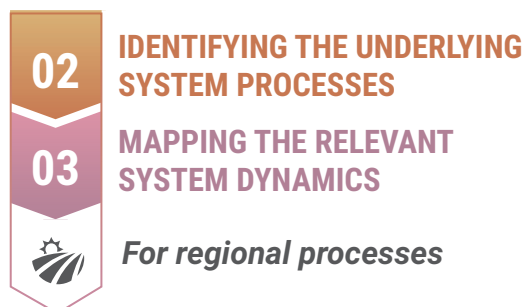 02
IDENTIFYING THE UNDERLYING
SYSTEM PROCESSES
03
MAPPING THE RELEVANT
SYSTEM DYNAMICS
For regional processes